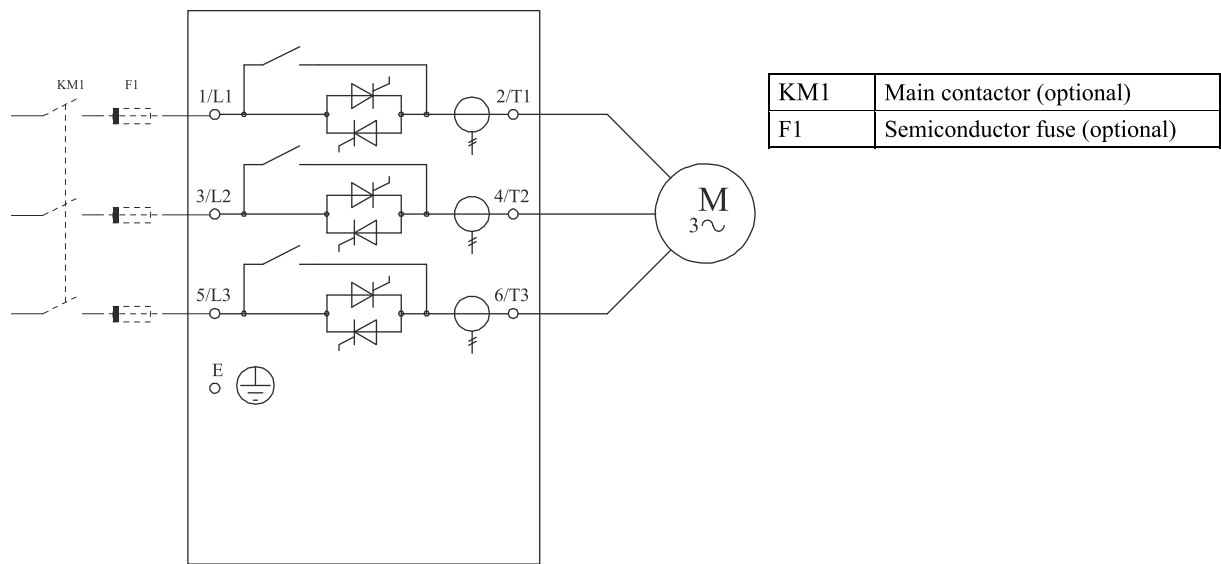 KM1 F1
1/L1 2/T1
3/L2 4/T2
5/L3 6/T3
E
M
3
KM1 Main contactor (optional)
F1 Semiconductor fuse (optional)